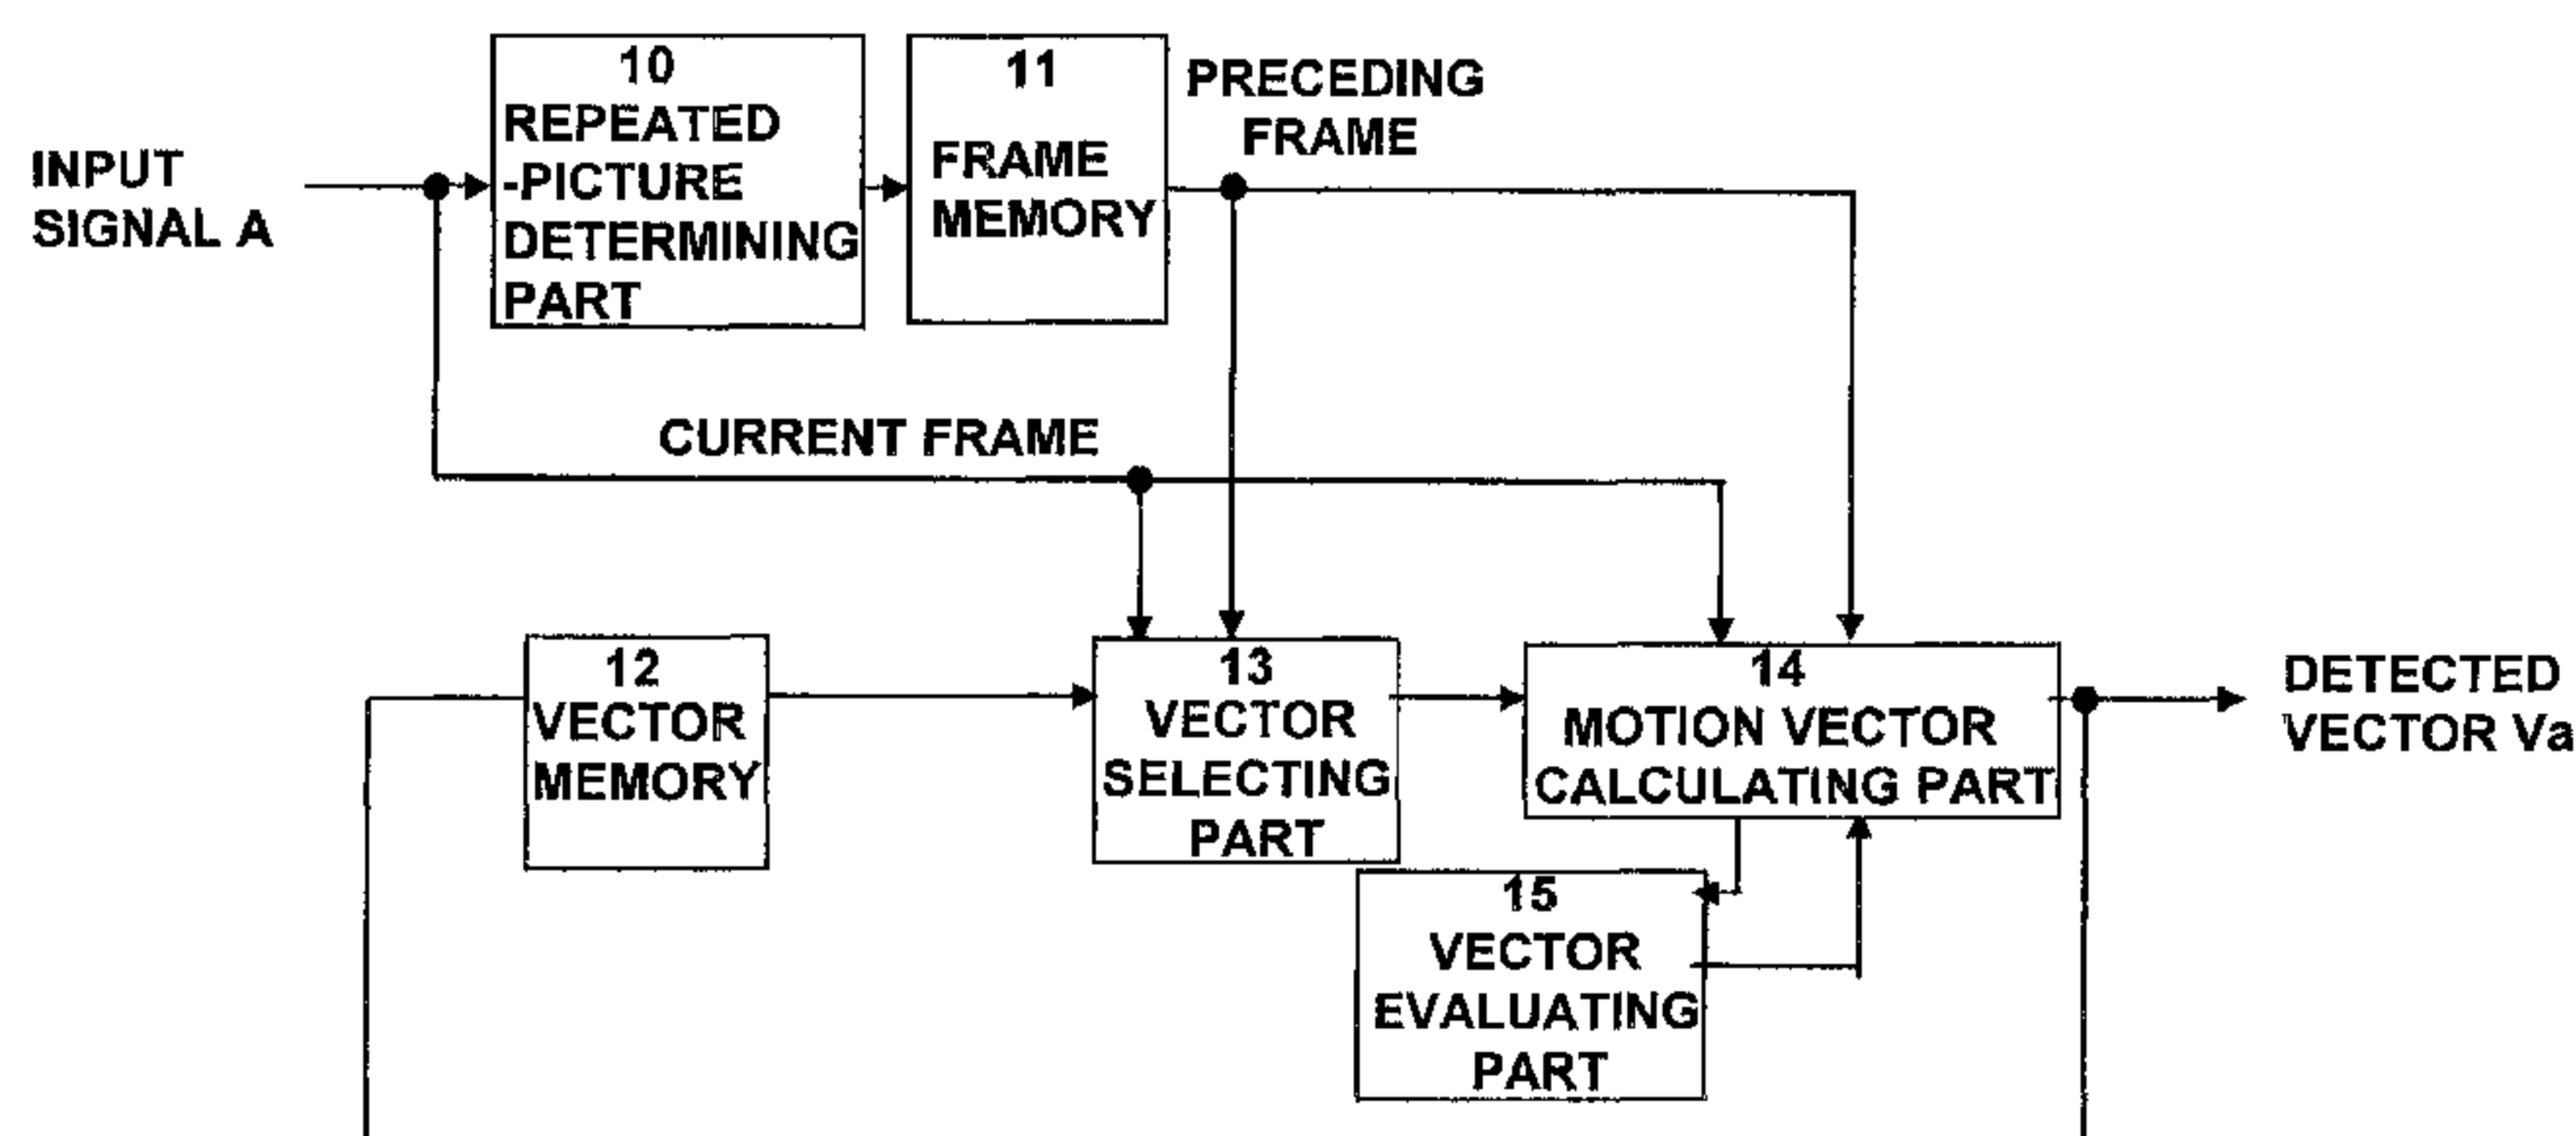 INPUT
SIGNAL A
10
REPEATED
-PICTURE
DETERMINING
PART
11
FRAME
MEMORY
PRECEDING
FRAME
CURRENT FRAME
12
VECTOR
MEMORY
13
VECTOR
SELECTING
PART
14
MOTION VECTOR
CALCULATING PART
DETECTED
VECTOR Va
15
VECTOR
EVALUATING
PART